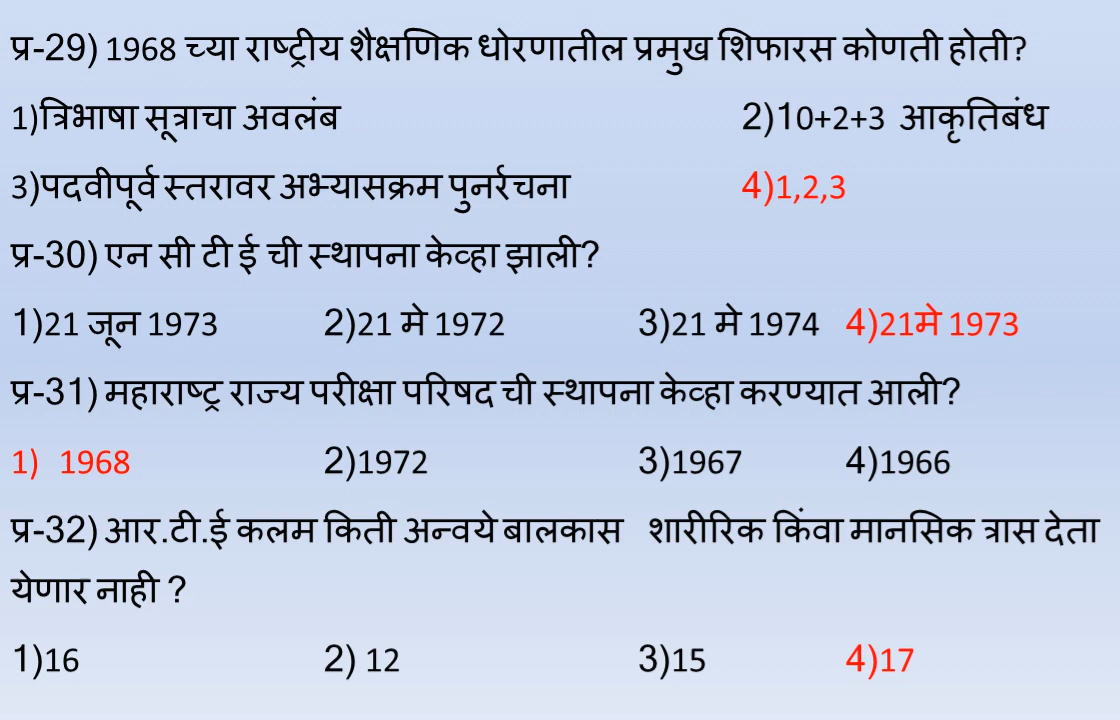 प्र-29) 1968 च्या राष्ट्रीय शैक्षणिक धोरणातील प्रमुख शिफारस कोणती होती?
1)त्रिभाषा सूत्राचा अवलंब 2)10+2+3 आकृतिबंध
3)पदवीपूर्व स्तरावर अभ्यासक्रम पुनर्रचना 4)1,2,3
प्र-30) एन सी टी ई ची स्थापना केव्हा झाली?
1)21 जून 1973 2)21 मे 1972 3)21 मे 1974 4)21मे 1973
प्र-31) महाराष्ट्र राज्य परीक्षा परिषद ची स्थापना केव्हा करण्यात आली?
1) 1968 2)1972 3)1967 4)1966
प्र-32) आर.टी.ई कलम किती अन्वये बालकास शारीरिक किंवा मानसिक त्रास देता
येणार नाही ?
1)16 2) 12 3)15 4)17